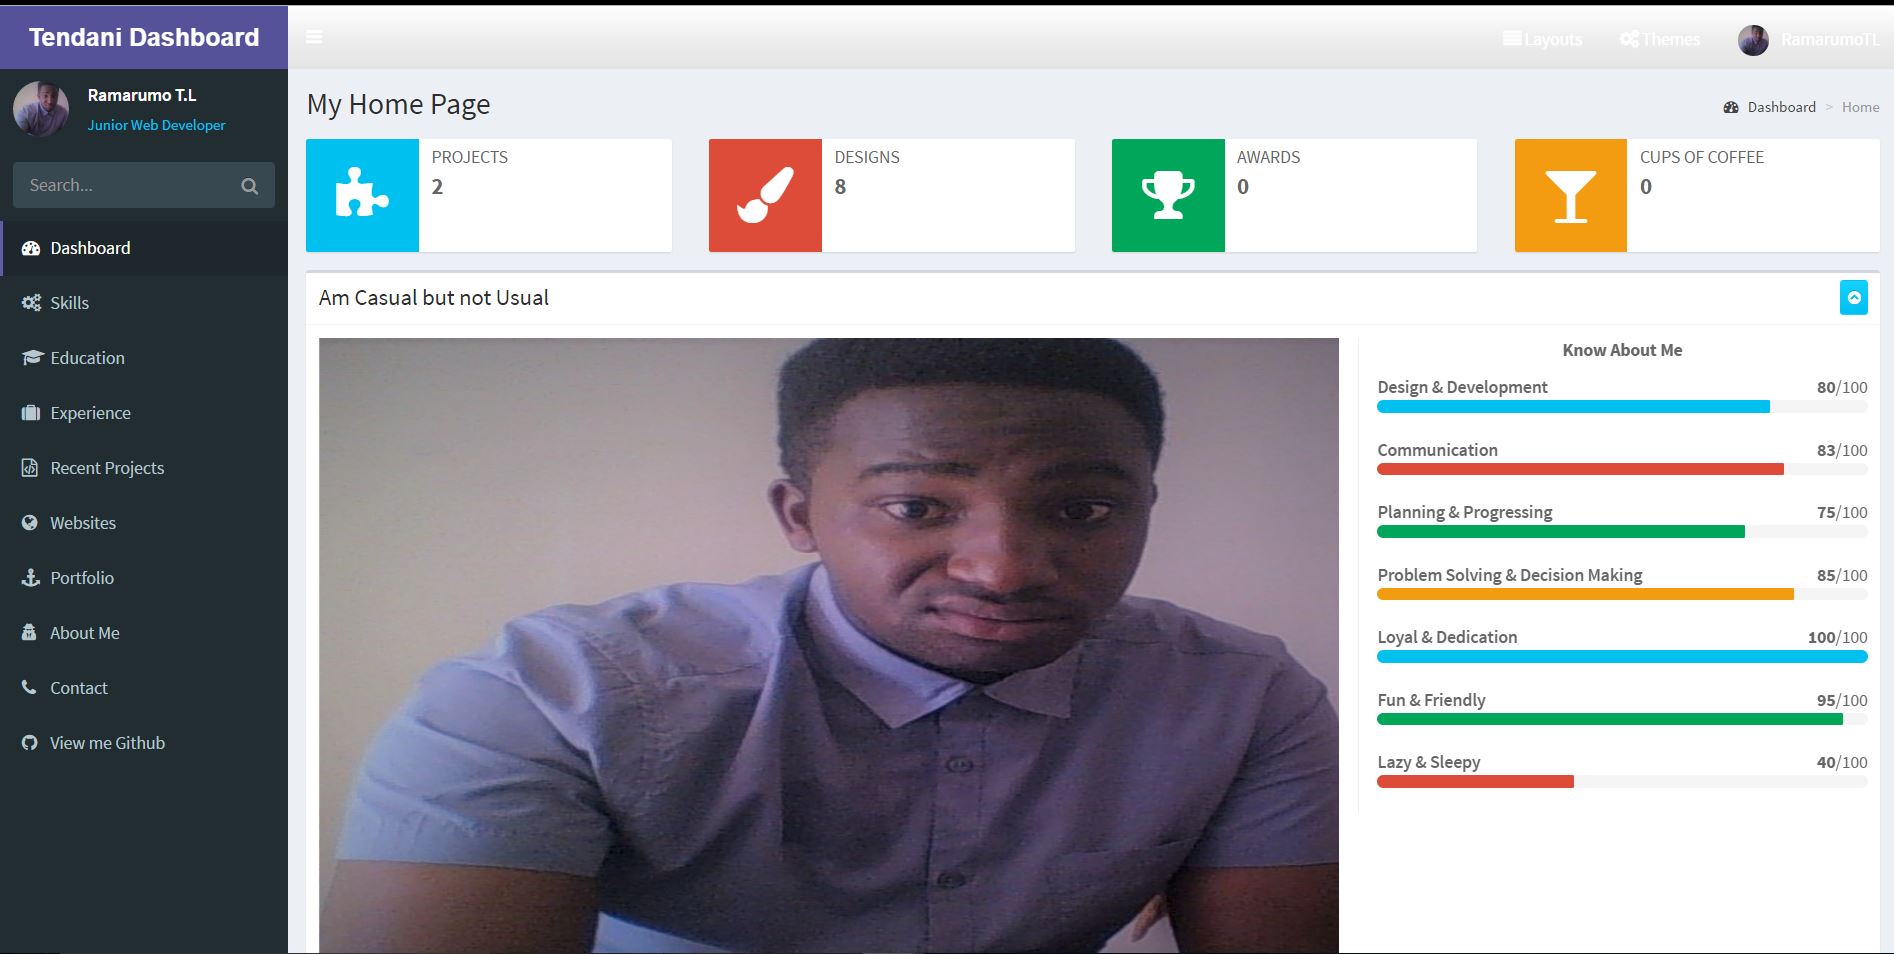 Tendani Dashboard
Layouts
Themes
RamarumoTL
Ramarumo T.L
Junior Web Developer
Search...
Dashboard
Skills
Education
Experience
Recent Projects
Websites
Portfolio
About Me
Contact
View me Github
My Home Page
Dashboard > Home
PROJECTS
2
DESIGNS
8
AWARDS
0
CUPS OF COFFEE
0
Am Casual but not Usual
Know About Me
Design & Development 80/100
Communication 83/100
Planning & Progressing 75/100
Problem Solving & Decision Making 85/100
Loyal & Dedication 100/100
Fun & Friendly 95/100
Lazy & Sleepy 40/100